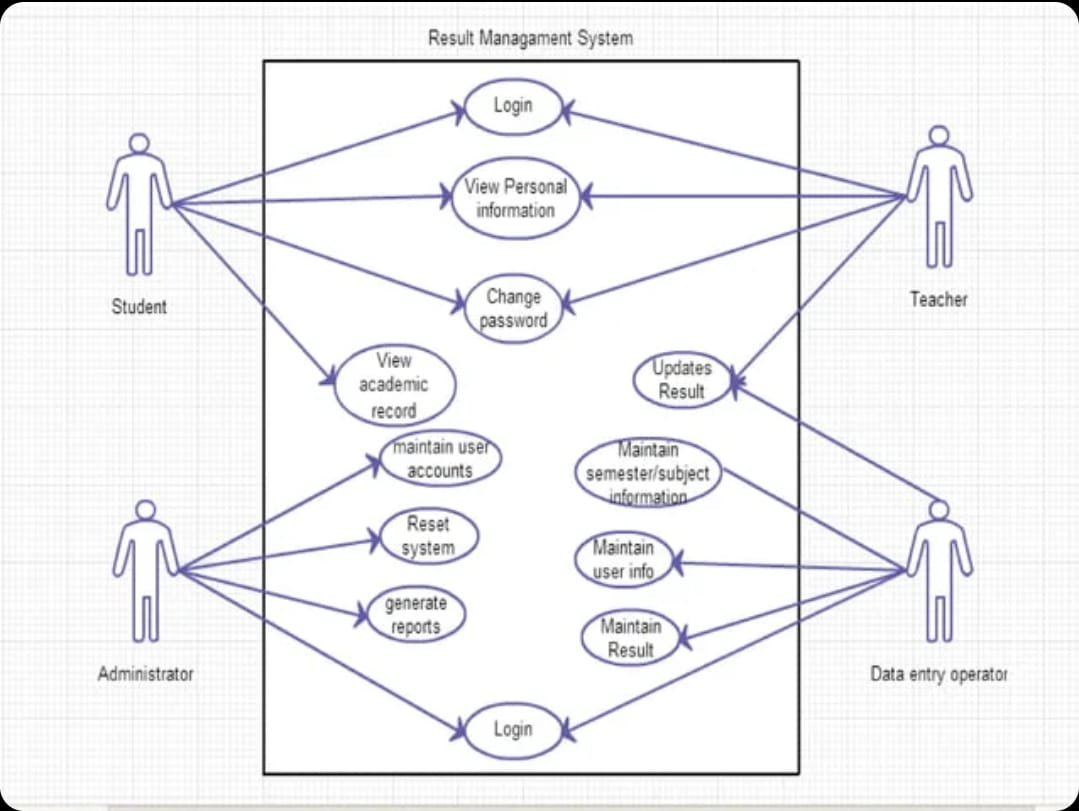 Result Managament System
Login
View Personal
information
Change
password
Student
Teacher
View
academic
record
Updates
Result
maintain user
accounts
Maintain
semester/subject
information
Reset
system
Maintain
user info
generate
reports
Maintain
Result
Administrator
Data entry operator
Login